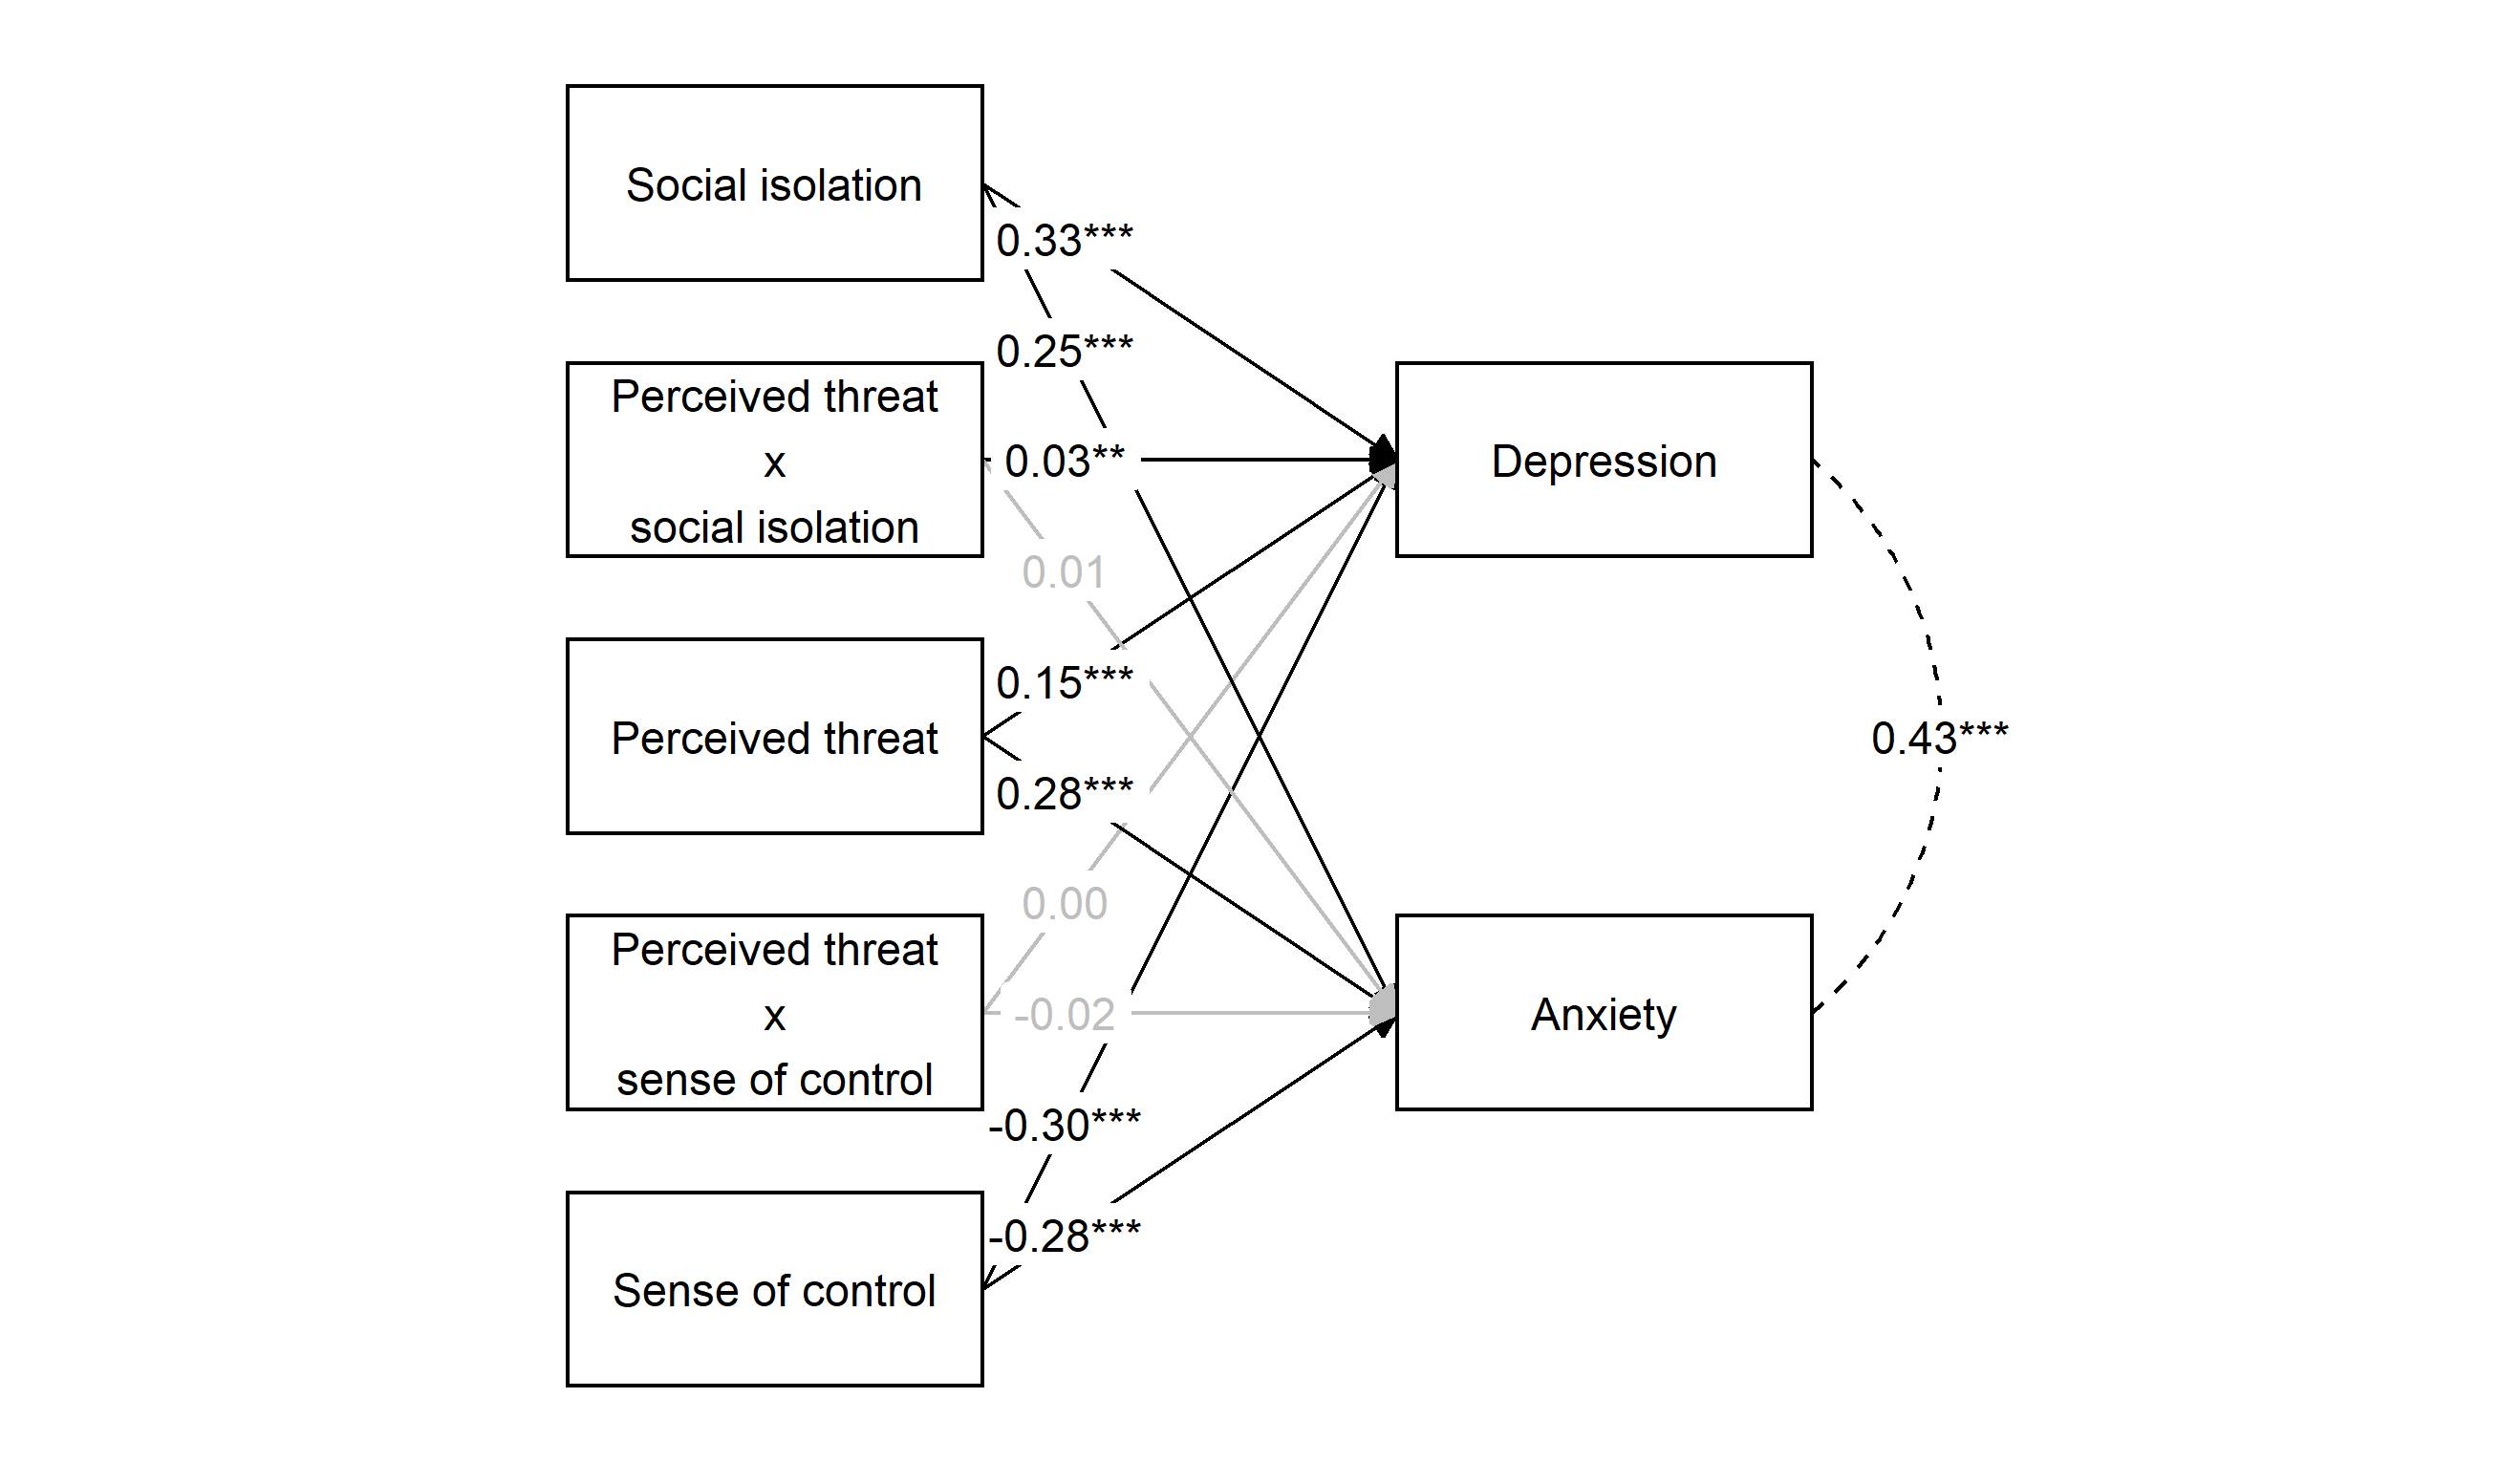 Social isolation
0.33***
0.25***
Perceived threat
x
social isolation
0.03**
Depression
0.01
0.15***
Perceived threat
0.43***
0.28***
0.00
Perceived threat
x
sense of control
-0.02
Anxiety
-0.30***
-0.28***
Sense of control